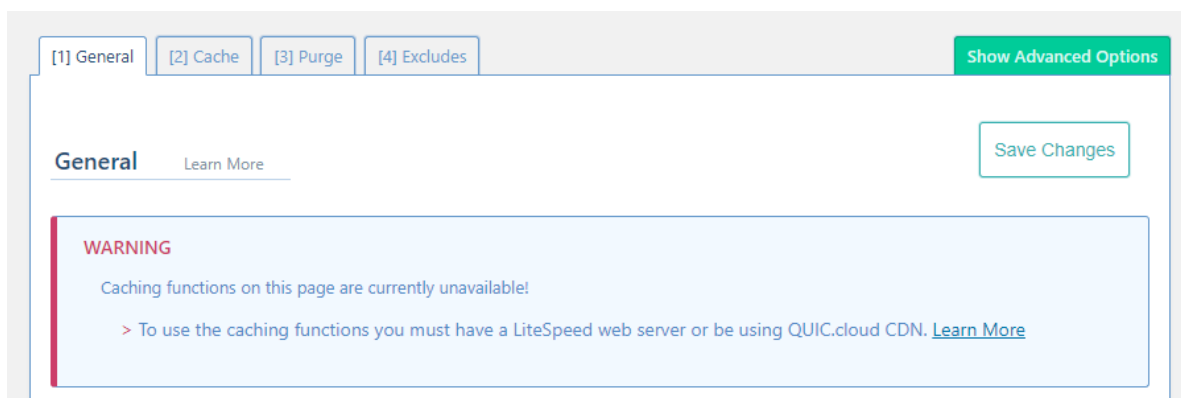 [1] General [2] Cache [3] Purge [4] Excludes Show Advanced Options
General Learn More Save Changes
WARNING
Caching functions on this page are currently unavailable!
> To use the caching functions you must have a LiteSpeed web server or be using QUIC.cloud CDN. Learn More